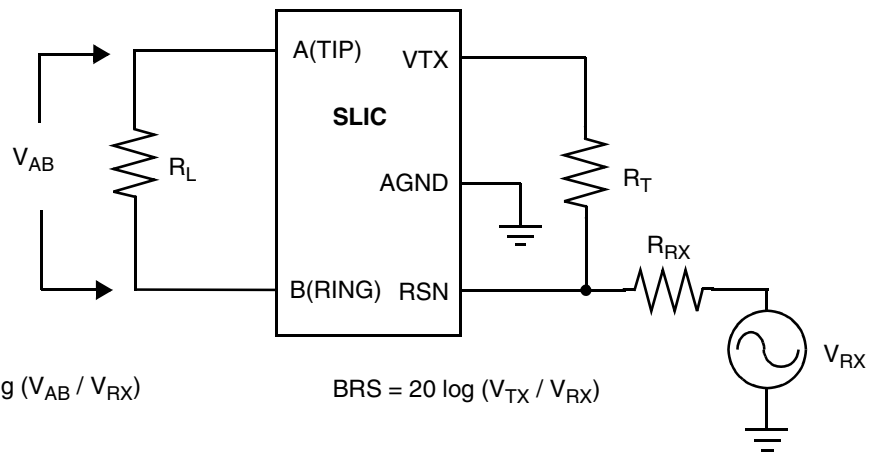 A(TIP)
VTX
SLIC
V_AB
R_L
AGND
R_T
R_RX
B(RING)
RSN
V_RX
g (V_AB / V_RX)
BRS = 20 log (V_TX / V_RX)